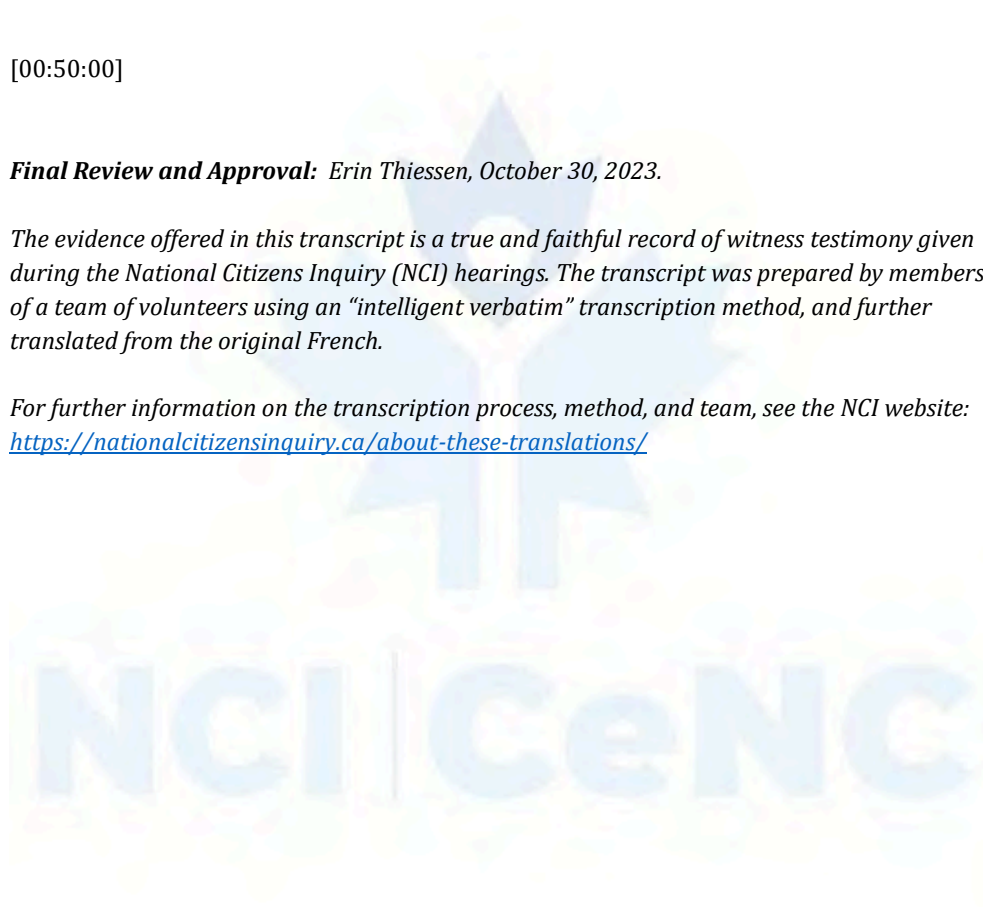 [00:50:00]
Final Review and Approval: Erin Thiessen, October 30, 2023.
The evidence offered in this transcript is a true and faithful record of witness testimony given
during the National Citizens Inquiry (NCI) hearings. The transcript was prepared by members
of a team of volunteers using an “intelligent verbatim” transcription method, and further
translated from the original French.
For further information on the transcription process, method, and team, see the NCI website:
https://nationalcitizensinquiry.ca/about-these-translations/
NCI | CeNC